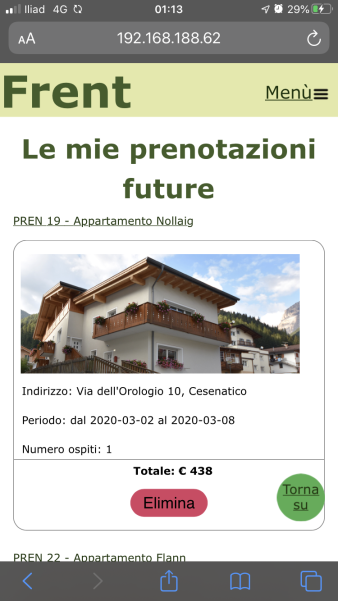 Iliad 4G 01:13 29%
AA 192.168.188.62
Frent Menù
Le mie prenotazioni
future
PREN 19 - Appartamento Nollaig
Indirizzo: Via dell'Orologio 10, Cesenatico
Periodo: dal 2020-03-02 al 2020-03-08
Numero ospiti: 1
Totale: € 438
Elimina
Torna
su
PREN 22 - Appartamento Flann